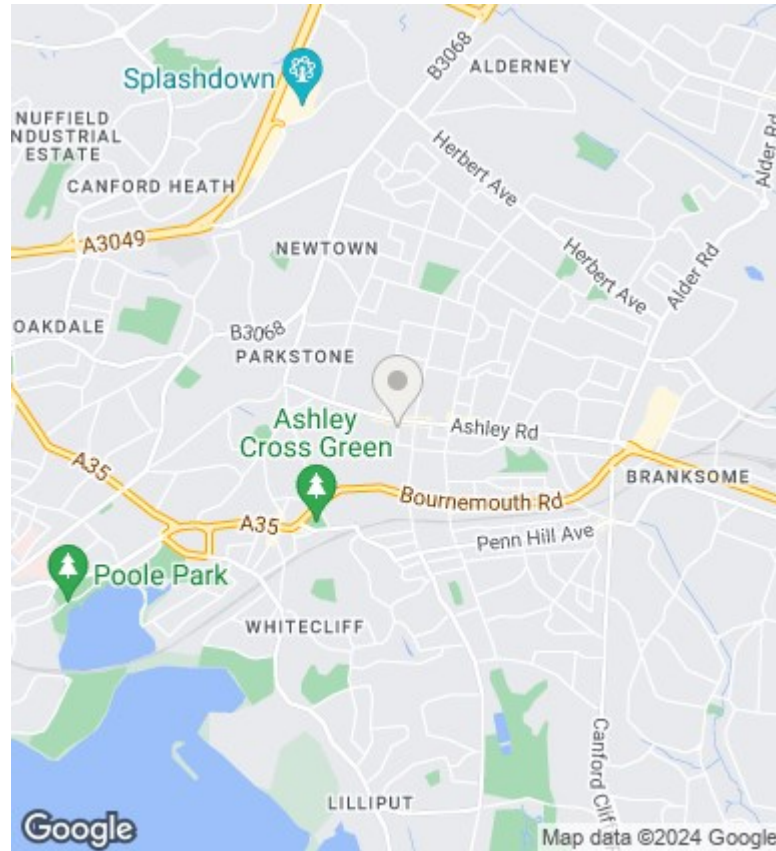 B3068
ALDERNEY
Splashdown
NUFFIELD
INDUSTRIAL
ESTATE
Alder Rd
Herbert Ave
CANFORD HEATH
A3049
NEWTOWN
Herbert Ave
Alder Rd
OAKDALE
B3068
PARKSTONE
Ashley
Cross Green
Ashley Rd
A35
BRANKSOME
Bournemouth Rd
A35
Penn Hill Ave
Poole Park
WHITECLIFF
Canford Cliff
LILLIPUT
Google
Map data ©2024 Google